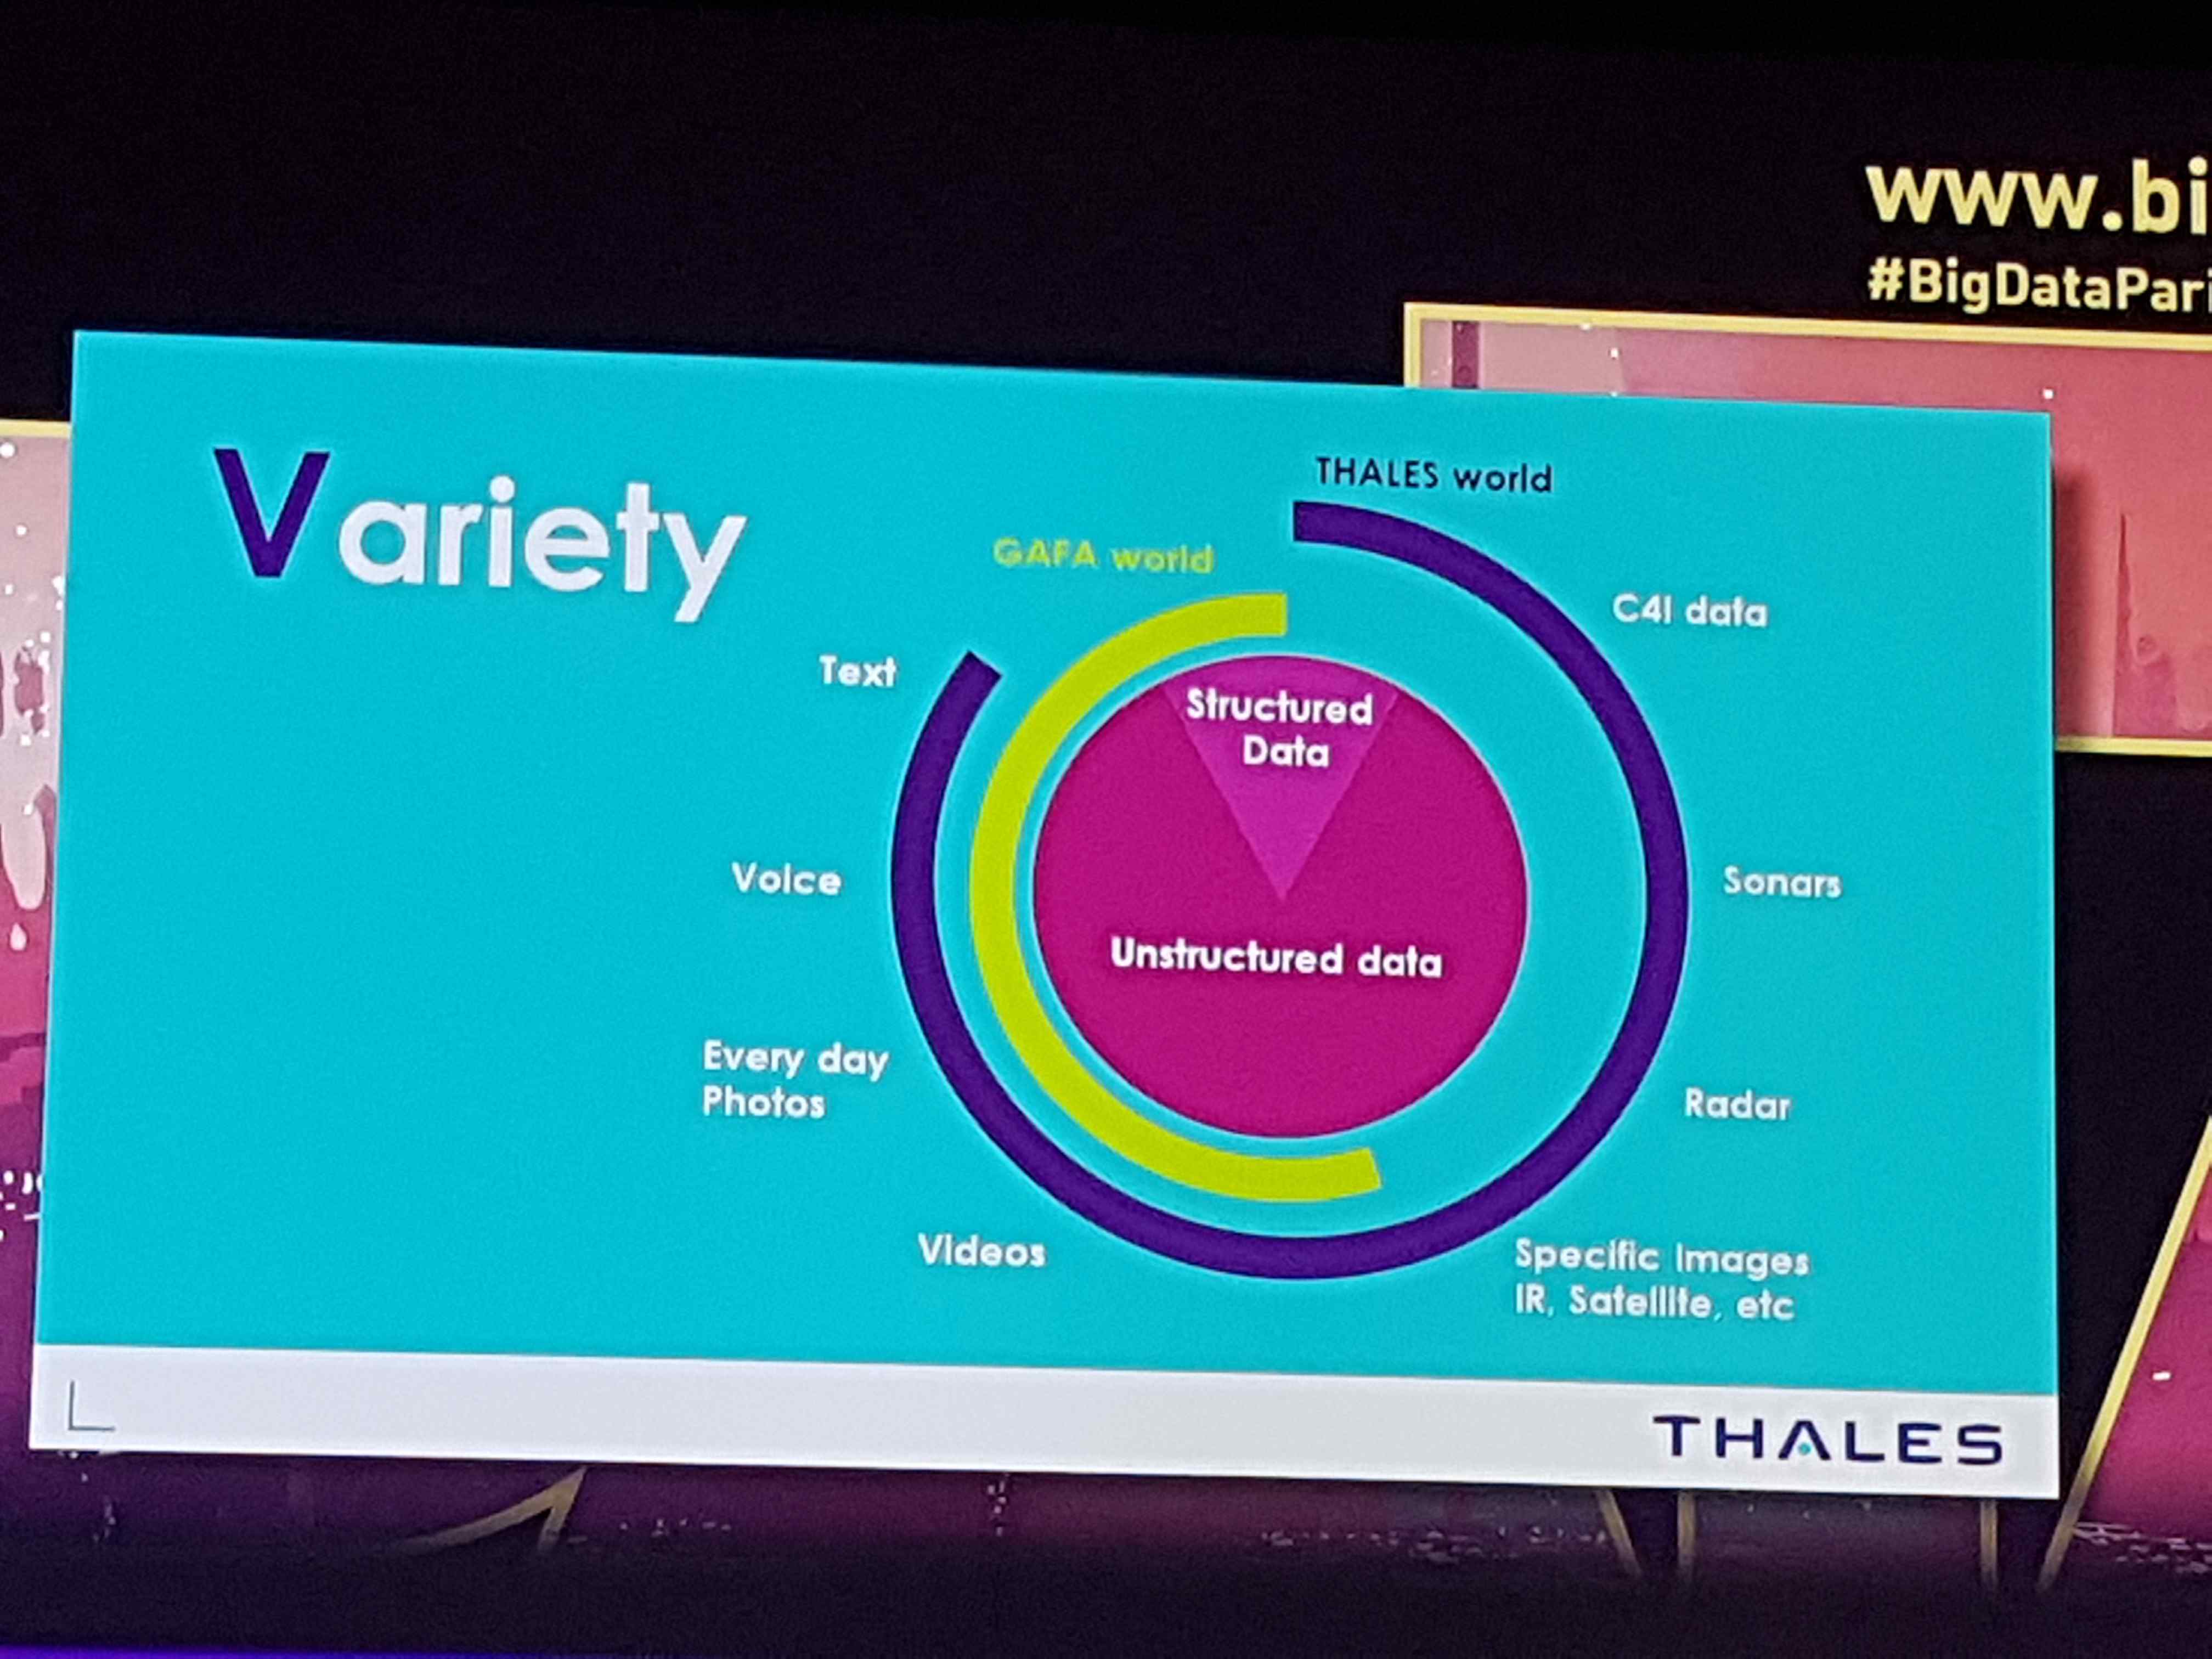 www.bi
#BigDataPari
Variety
THALES world
GAFA world
C4I data
Text
Structured
Data
Voice
Sonars
Unstructured data
Every day
Photos
Radar
Videos
Specific Images
IR, Satellite, etc
THALES